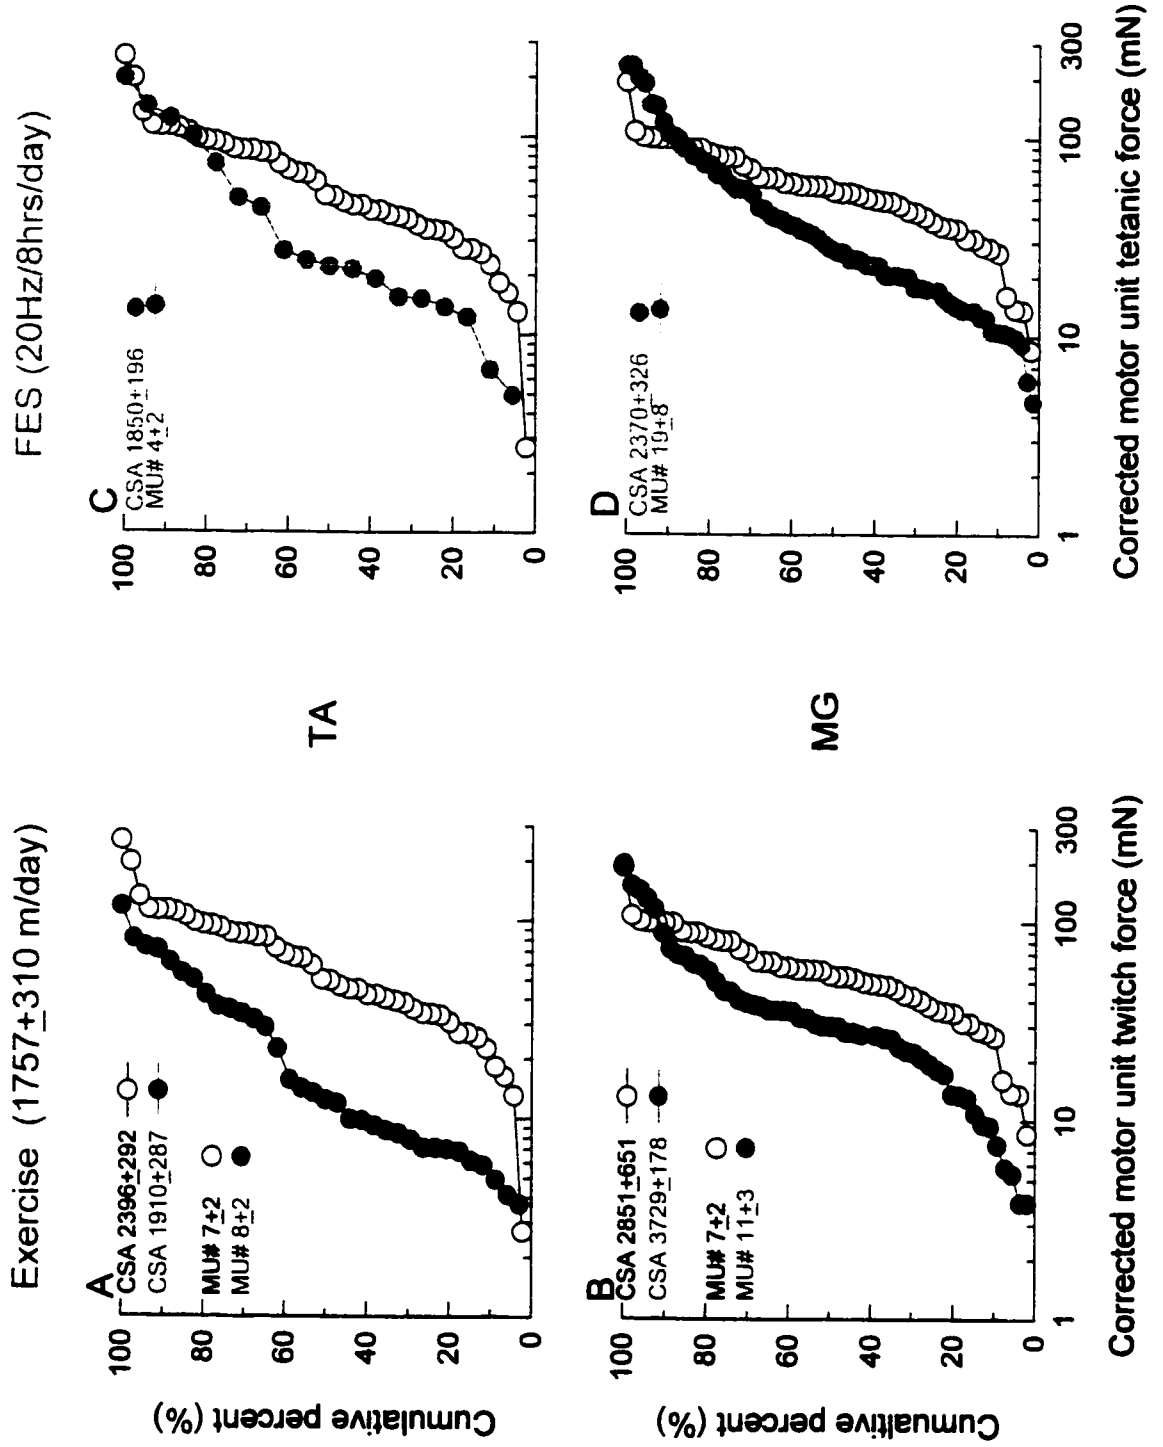 Exercise (1757±310 m/day)
FES (20Hz/8hrs/day)
A
CSA 2396±292
CSA 1910±287
MU# 7±2
MU# 8±2
100
80
60
40
20
0
Cumulative percent (%)
TA
C
CSA 1850±196
MU# 4±2
100
80
60
40
20
0
B
CSA 2851±651
CSA 3729±178
MU# 7±2
MU# 11±3
100
80
60
40
20
0
Cumualtive percent (%)
1 10 100 300
Corrected motor unit twitch force (mN)
MG
D
CSA 2370±326
MU# 19±8
100
80
60
40
20
0
1 10 100 300
Corrected motor unit tetanic force (mN)